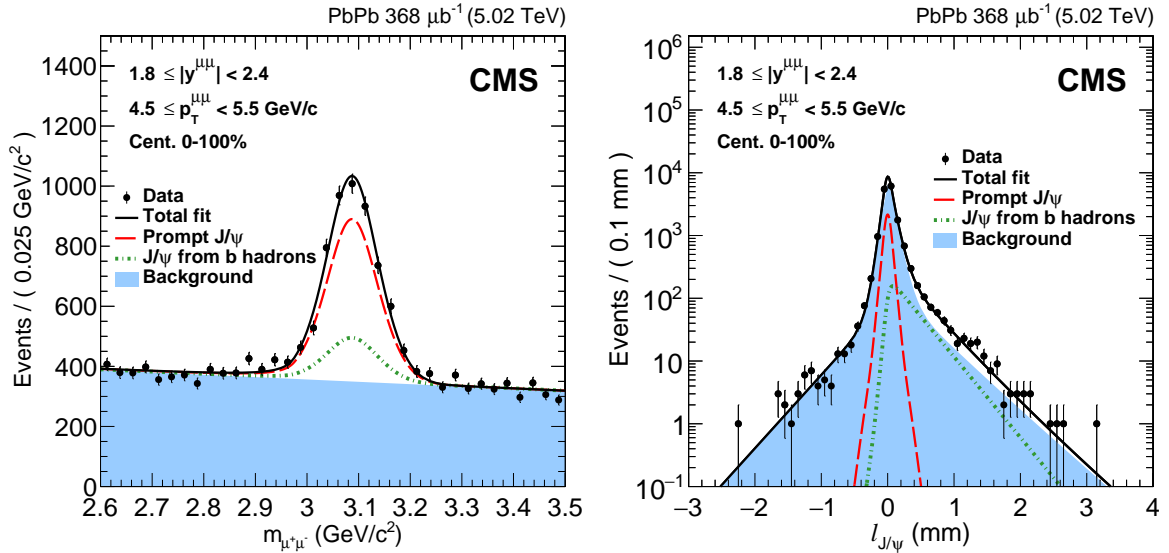 PbPb 368 μb⁻¹ (5.02 TeV)
1.8 ≤ |y^μμ| < 2.4
4.5 ≤ p_T^μμ < 5.5 GeV/c
Cent. 0-100%
CMS
Data
Total fit
Prompt J/ψ
J/ψ from b hadrons
Background
Events / ( 0.025 GeV/c² )
1400
1200
1000
800
600
400
200
0
2.6 2.7 2.8 2.9 3 3.1 3.2 3.3 3.4 3.5
m_μ⁺μ⁻ (GeV/c²)
PbPb 368 μb⁻¹ (5.02 TeV)
1.8 ≤ |y^μμ| < 2.4
4.5 ≤ p_T^μμ < 5.5 GeV/c
Cent. 0-100%
CMS
Data
Total fit
Prompt J/ψ
J/ψ from b hadrons
Background
Events / ( 0.1 mm )
10⁶
10⁵
10⁴
10³
10²
10
1
10⁻¹
−3 −2 −1 0 1 2 3 4
l_J/ψ (mm)